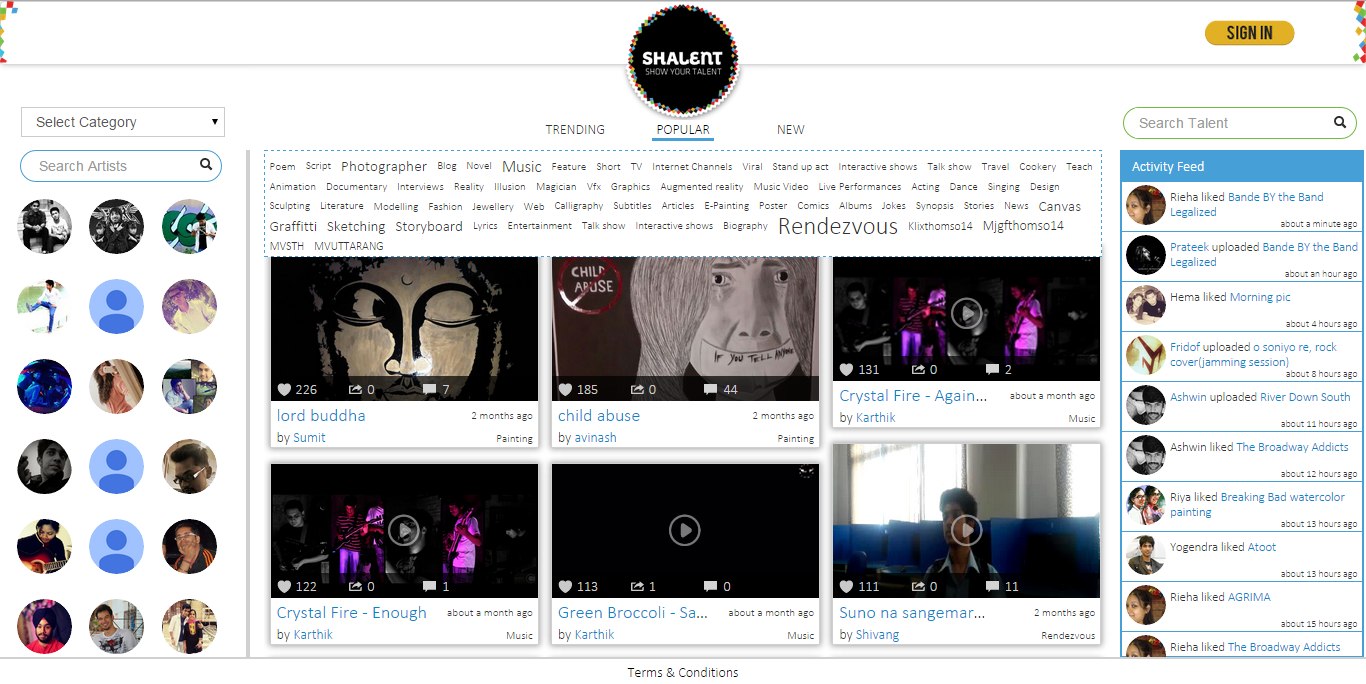 SIGN IN
SHALENT
SHOW YOUR TALENT
Select Category
Search Artists
TRENDING POPULAR NEW
Search Talent
Poem Script Photographer Blog Novel Music Feature Short TV Internet Channels Viral Stand up act Interactive shows Talk show Travel Cookery Teach
Animation Documentary Interviews Reality Illusion Magician Vfx Graphics Augmented reality Music Video Live Performances Acting Dance Singing Design
Sculpting Literature Modelling Fashion Jewellery Web Calligraphy Subtitles Articles E-Painting Poster Comics Albums Jokes Synopsis Stories News Canvas
Graffitti Sketching Storyboard Lyrics Entertainment Talk show Interactive shows Biography Rendezvous Klixthomso14 Mjgfthomso14
MVSTH MVUTTARANG
CHILD
ABUSE
IF YOU TELL ANYONE
226 0 7
lord buddha 2 months ago
by Sumit Painting
185 0 44
child abuse 2 months ago
by avinash Painting
131 0 2
Crystal Fire - Again... about a month ago
by Karthik Music
122 0 1
Crystal Fire - Enough about a month ago
by Karthik Music
113 1 0
Green Broccoli - Sa... about a month ago
by Karthik Music
111 0 11
Suno na sangemar... 2 months ago
by Shivang Rendezvous
Activity Feed
Rieha liked Bande BY the Band
Legalized
about a minute ago
Prateek uploaded Bande BY the Band
Legalized
about an hour ago
Hema liked Morning pic
about 4 hours ago
Fridof uploaded o soniyo re, rock
cover(jamming session)
about 8 hours ago
Ashwin uploaded River Down South
about 11 hours ago
Ashwin liked The Broadway Addicts
about 12 hours ago
Riya liked Breaking Bad watercolor
painting
about 13 hours ago
Yogendra liked Atoot
about 13 hours ago
Rieha liked AGRIMA
about 15 hours ago
Rieha liked The Broadway Addicts
Terms & Conditions